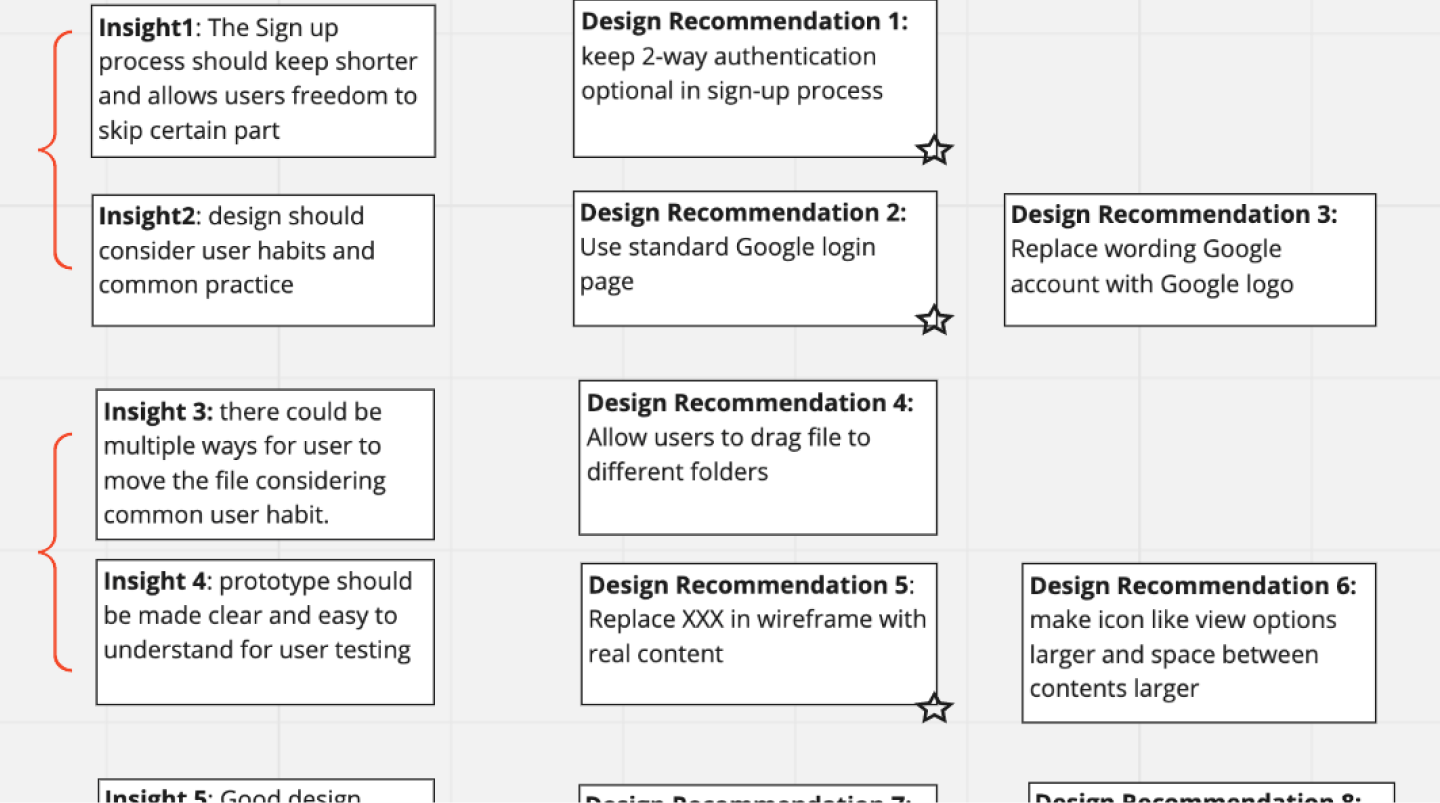 Insight1: The Sign up
process should keep shorter
and allows users freedom to
skip certain part
Design Recommendation 1:
keep 2-way authentication
optional in sign-up process
Insight2: design should
consider user habits and
common practice
Design Recommendation 2:
Use standard Google login
page
Design Recommendation 3:
Replace wording Google
account with Google logo
Insight 3: there could be
multiple ways for user to
move the file considering
common user habit.
Design Recommendation 4:
Allow users to drag file to
different folders
Insight 4: prototype should
be made clear and easy to
understand for user testing
Design Recommendation 5:
Replace XXX in wireframe with
real content
Design Recommendation 6:
make icon like view options
larger and space between
contents larger
Insight 5: Good design
Design Recommendation 7:
Design Recommendation 8: